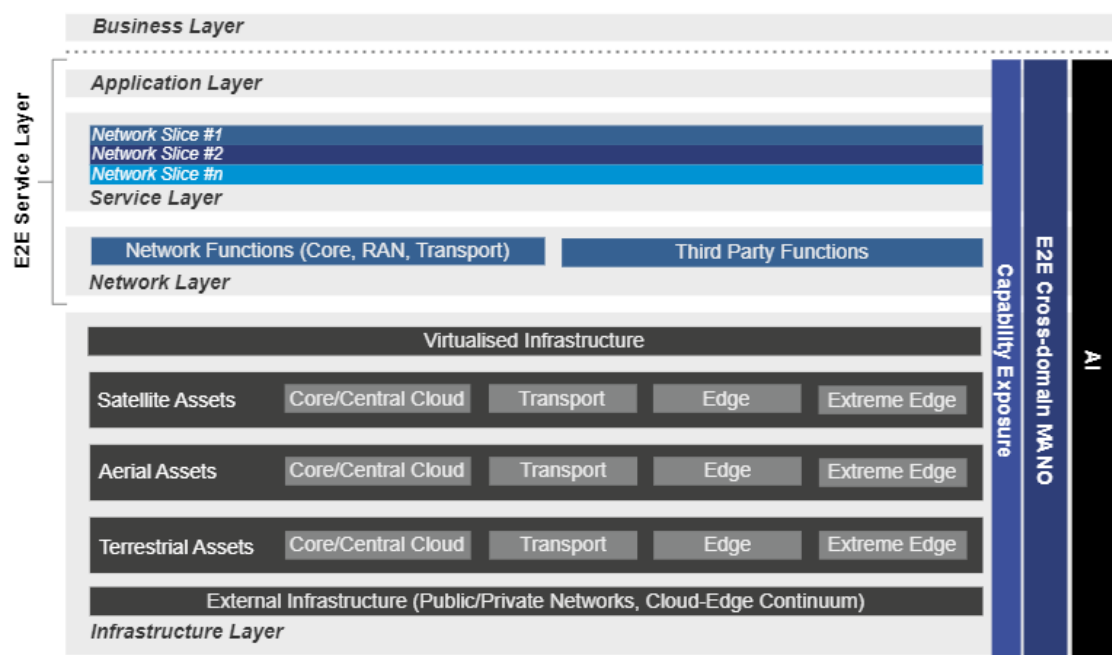 Business Layer
E2E Service Layer
Application Layer
Network Slice #1
Network Slice #2
Network Slice #n
Service Layer
Network Functions (Core, RAN, Transport)
Third Party Functions
Network Layer
Virtualised Infrastructure
Satellite Assets
Core/Central Cloud
Transport
Edge
Extreme Edge
Aerial Assets
Core/Central Cloud
Transport
Edge
Extreme Edge
Terrestrial Assets
Core/Central Cloud
Transport
Edge
Extreme Edge
External Infrastructure (Public/Private Networks, Cloud-Edge Continuum)
Infrastructure Layer
Capability Exposure
E2E Cross-domain MANO
AI